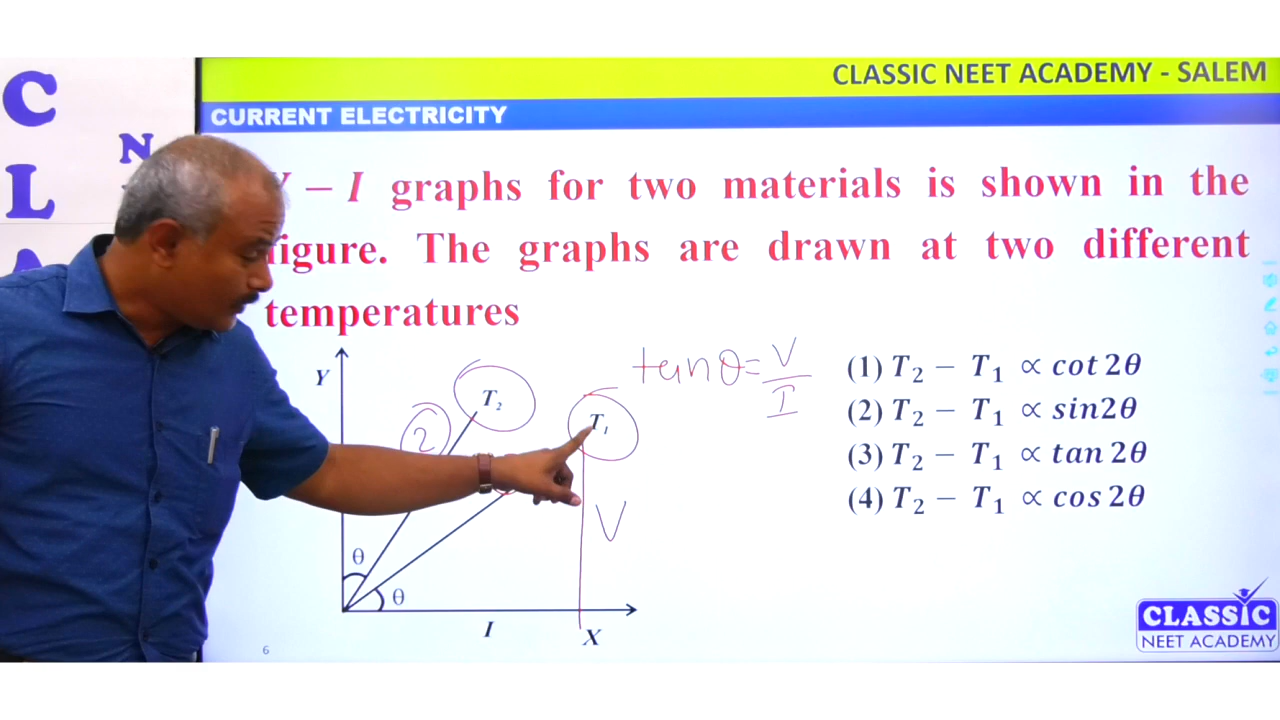 CLASSIC NEET ACADEMY - SALEM
CURRENT ELECTRICITY
C
L
A
N
– I graphs for two materials is shown in the
figure. The graphs are drawn at two different
temperatures
Y
T₂
T₁
2
tan θ = V/I
V
θ
θ
I
X
(1) T₂ – T₁ ∝ cot 2θ
(2) T₂ – T₁ ∝ sin2θ
(3) T₂ – T₁ ∝ tan 2θ
(4) T₂ – T₁ ∝ cos 2θ
6
CLASSIC
NEET ACADEMY